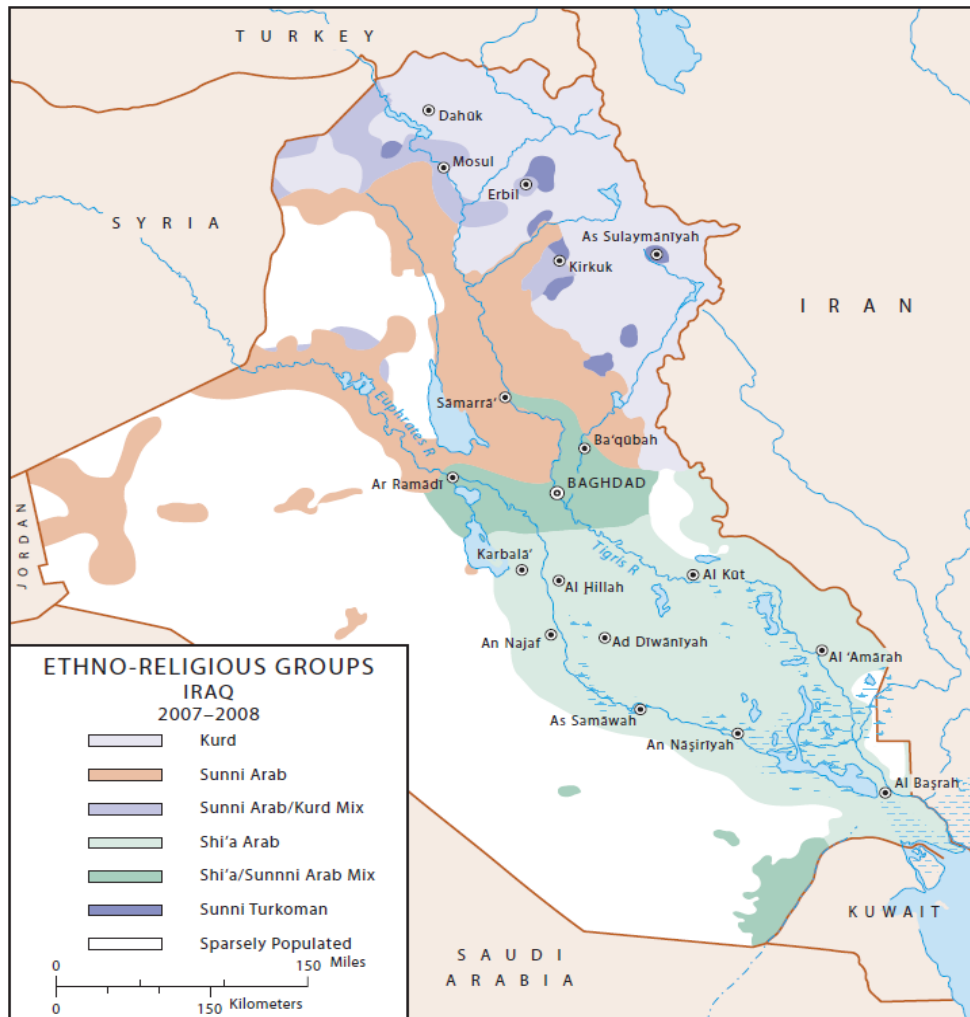 TURKEY
Dahūk
Mosul
Erbil
SYRIA
As Sulaymānīyah
Kirkuk
IRAN
Sāmarrā'
Euphrates R
Ba'qūbah
Ar Ramādī
BAGHDAD
JORDAN
Karbalā'
Tigris R
Al Kūt
Al Ḩillah
An Najaf
Ad Dīwānīyah
Al 'Amārah
As Samāwah
An Nāşirīyah
Al Başrah
KUWAIT
SAUDI
ARABIA
ETHNO-RELIGIOUS GROUPS
IRAQ
2007–2008
Kurd
Sunni Arab
Sunni Arab/Kurd Mix
Shi'a Arab
Shi'a/Sunnni Arab Mix
Sunni Turkoman
Sparsely Populated
0 150 Miles
0 150 Kilometers